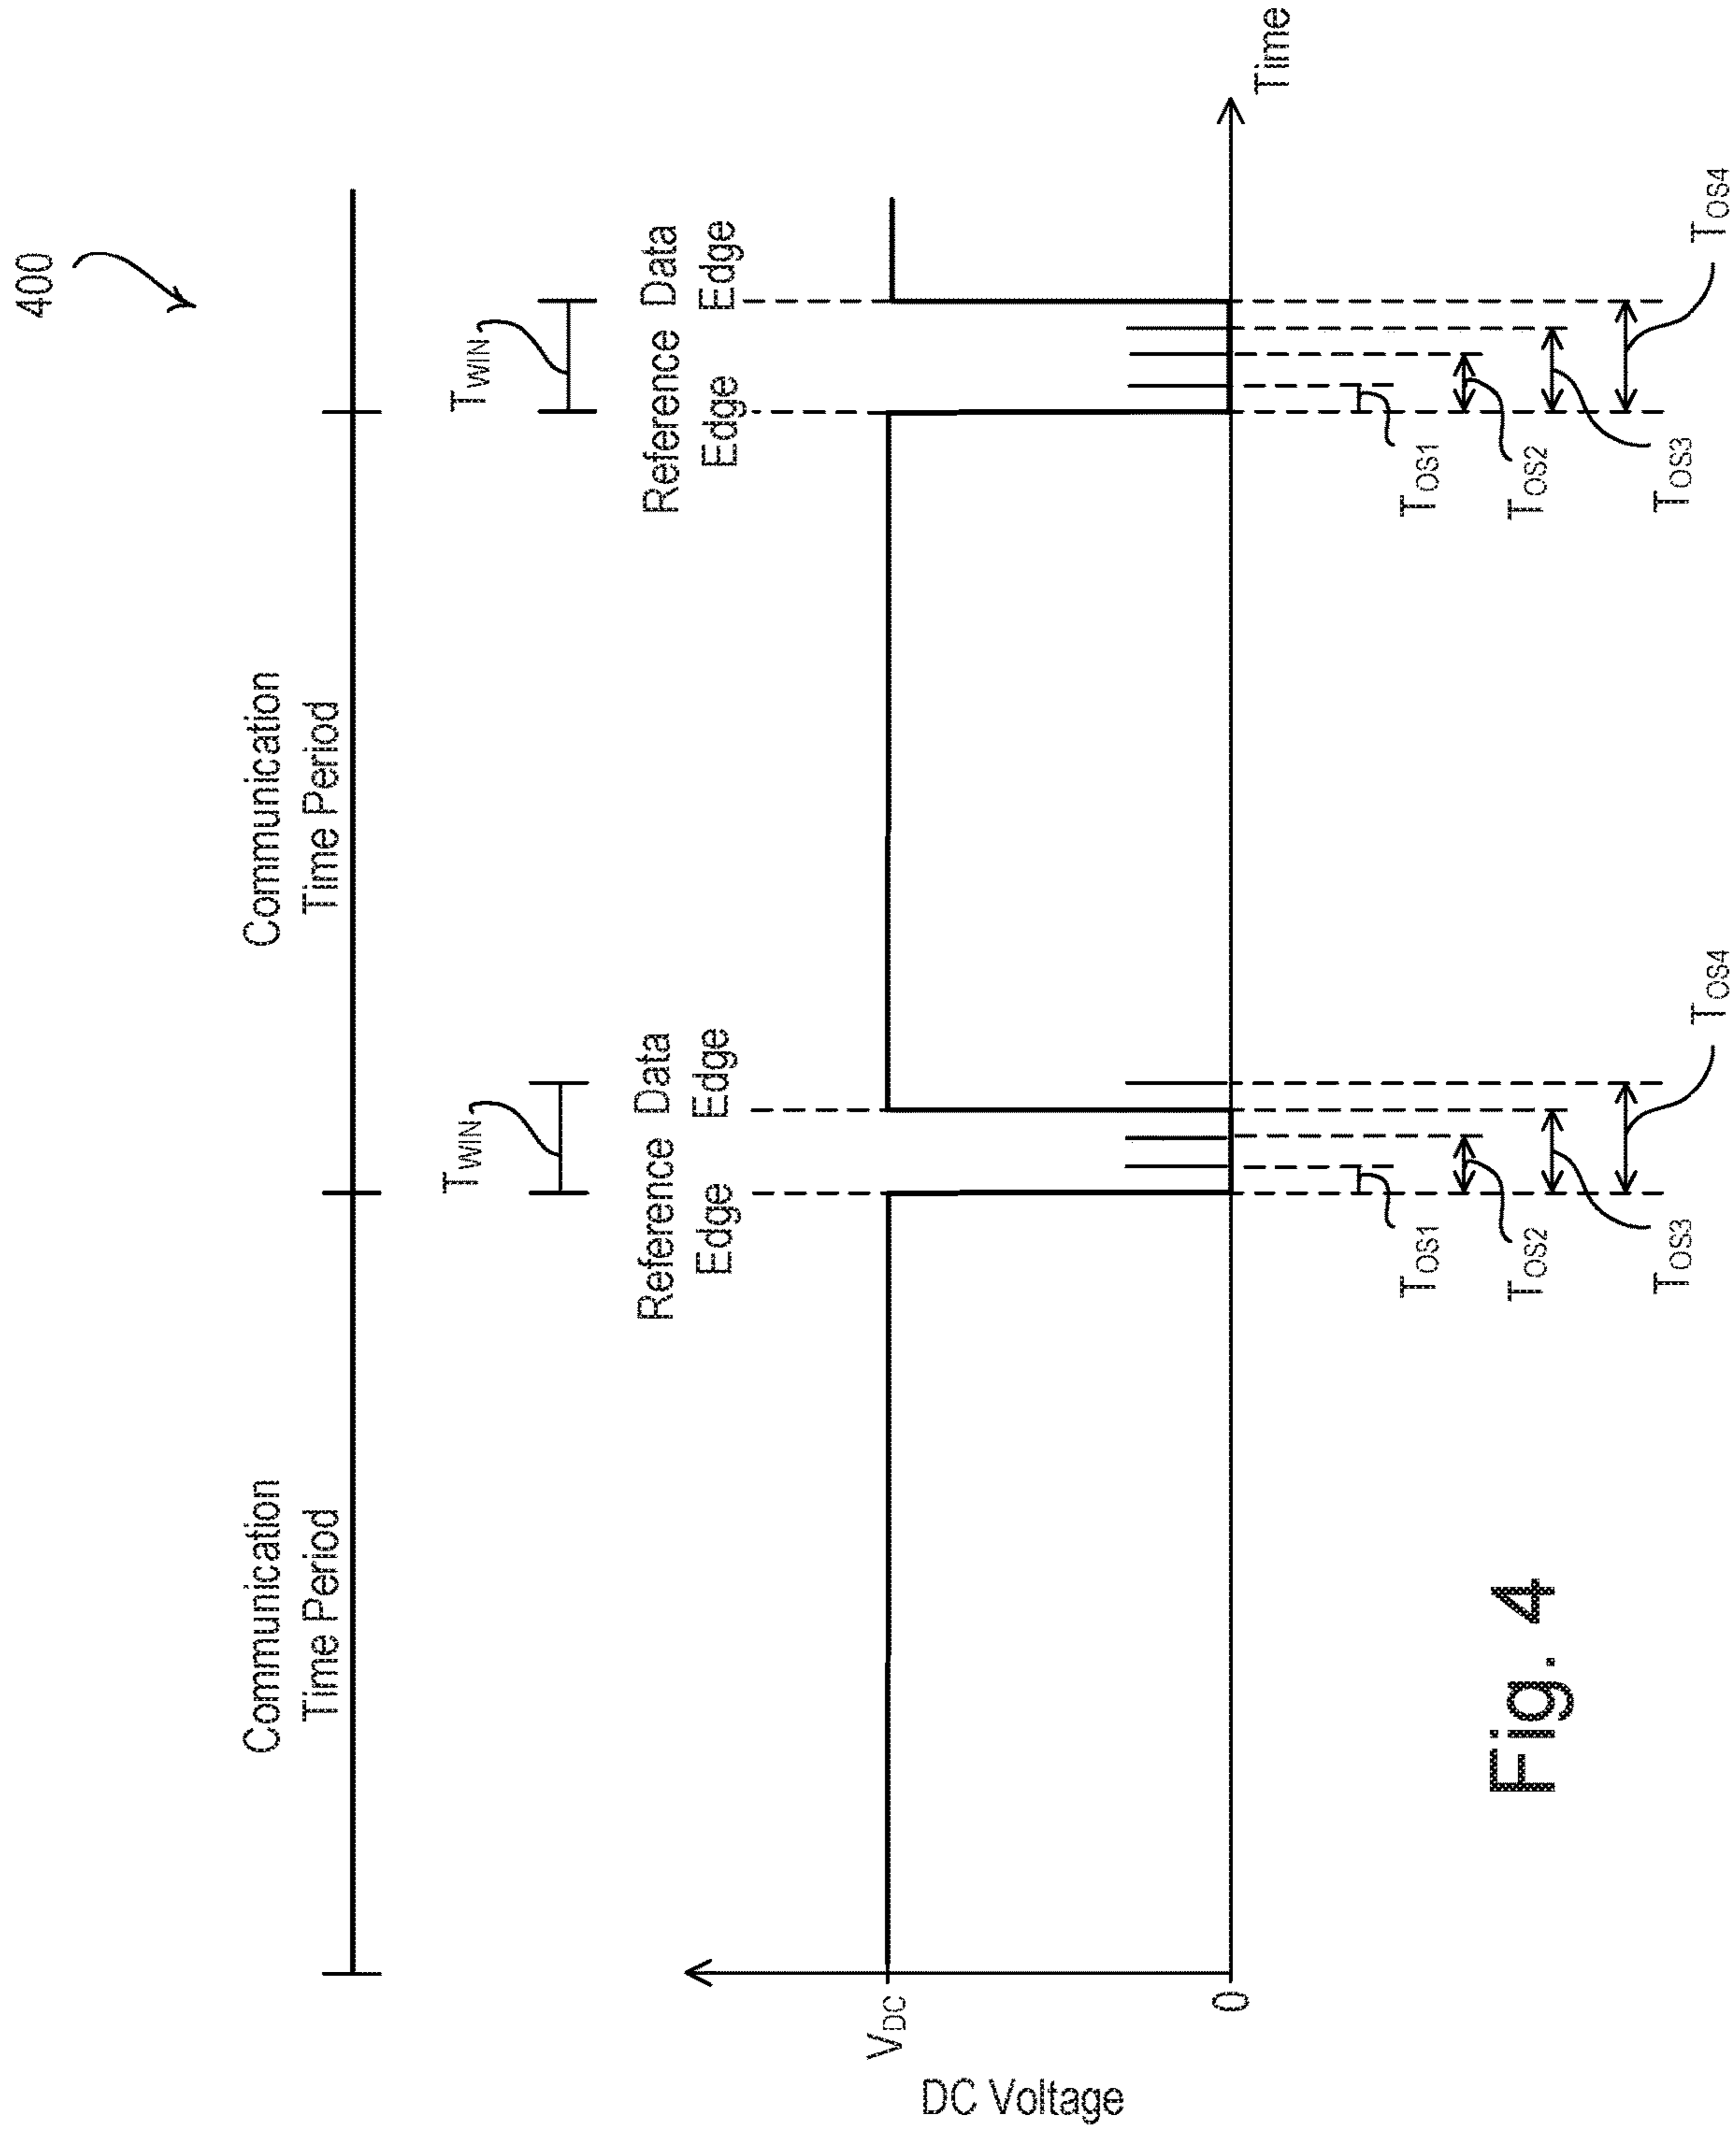 400
Communication
Time Period
Communication
Time Period
TWIN
TWIN
Reference Data
Edge Edge
Reference Data
Edge Edge
VDC
DC Voltage
0
Time
TOS1
TOS2
TOS3
TOS4
TOS1
TOS2
TOS3
TOS4
Fig. 4